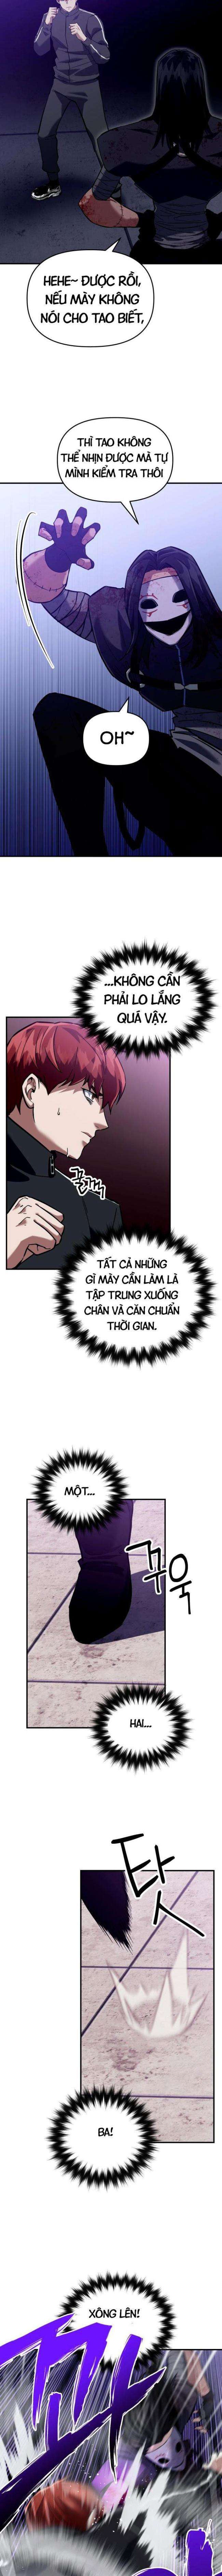 HEHE~ ĐƯỢC RỒI,
NẾU MÀY KHÔNG
NÓI CHO TAO BIẾT,
THÌ TAO KHÔNG
THỂ NHỊN ĐƯỢC MÀ TỰ
MÌNH KIỂM TRA THÔI
OH~
...KHÔNG CẦN
PHẢI LO LẮNG
QUÁ VẬY.
TẤT CẢ NHỮNG
GÌ MÀY CẦN LÀM LÀ
TẬP TRUNG XUỐNG
CHÂN VÀ CĂN CHUẨN
THỜI GIAN.
MỘT...
꾸욱
HAI...
타
BA!
XÔNG LÊN!